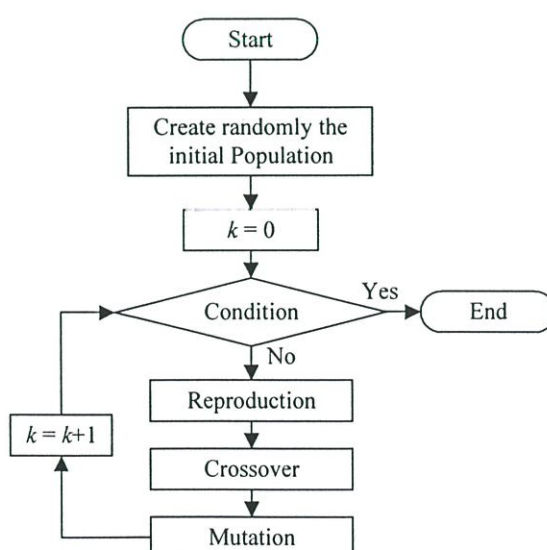 Start
Create randomly the
initial Population
k = 0
Condition
Yes
End
No
Reproduction
k = k+1
Crossover
Mutation